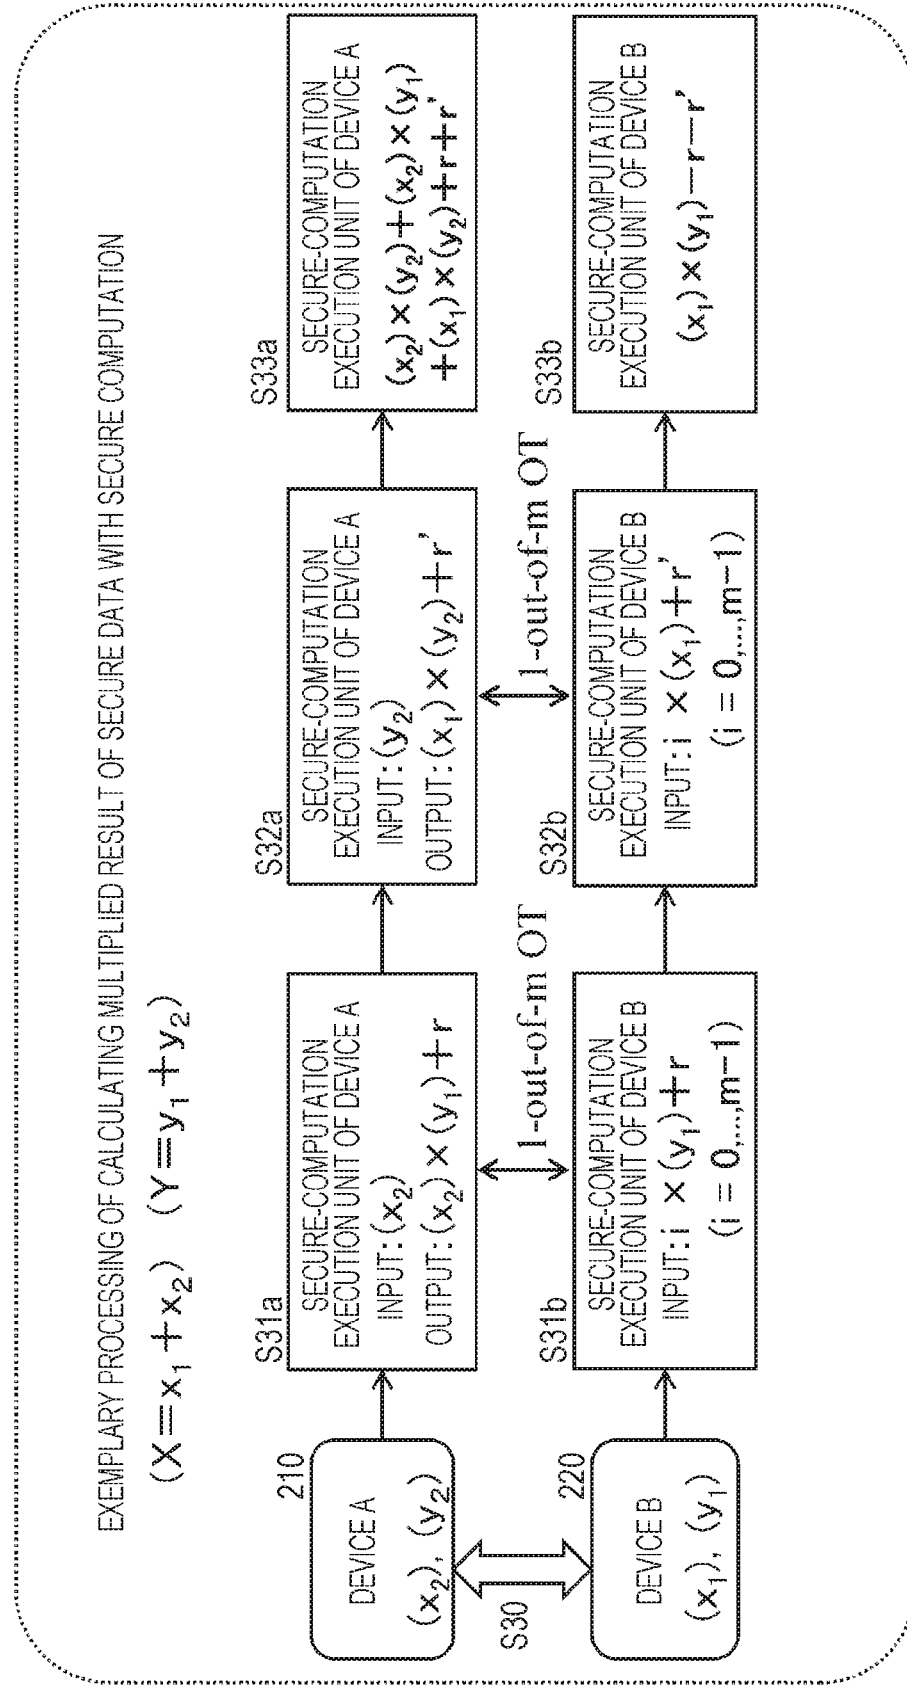 EXEMPLARY PROCESSING OF CALCULATING MULTIPLIED RESULT OF SECURE DATA WITH SECURE COMPUTATION
(X=x₁+x₂) (Y=y₁+y₂)
210
DEVICE A
(x₂), (y₂)
S30
220
DEVICE B
(x₁), (y₁)
S31a
SECURE-COMPUTATION
EXECUTION UNIT OF DEVICE A
INPUT:(x₂)
OUTPUT:(x₂)×(y₁)+r
1-out-of-m OT
S31b
SECURE-COMPUTATION
EXECUTION UNIT OF DEVICE B
INPUT:i ×(y₁)+r
(i = 0,...,m-1)
S32a
SECURE-COMPUTATION
EXECUTION UNIT OF DEVICE A
INPUT:(y₂)
OUTPUT:(x₁)×(y₂)+r'
1-out-of-m OT
S32b
SECURE-COMPUTATION
EXECUTION UNIT OF DEVICE B
INPUT:i ×(x₁)+r'
(i = 0,...,m-1)
S33a
SECURE-COMPUTATION
EXECUTION UNIT OF DEVICE A
(x₂)×(y₂)+(x₂)×(y₁)
+(x₁)×(y₂)+r+r'
S33b
SECURE-COMPUTATION
EXECUTION UNIT OF DEVICE B
(x₁)×(y₁)-r-r'